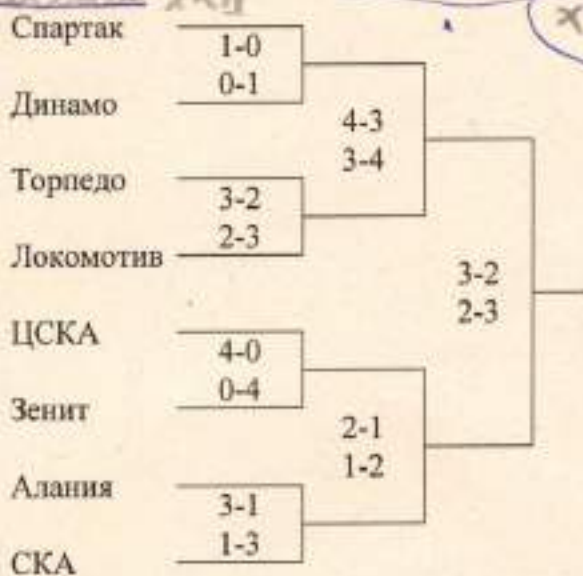 Спартак
1-0
0-1
Динамо
4-3
3-4
Торпедо
3-2
2-3
Локомотив
3-2
2-3
ЦСКА
4-0
0-4
Зенит
2-1
1-2
Алания
3-1
1-3
СКА